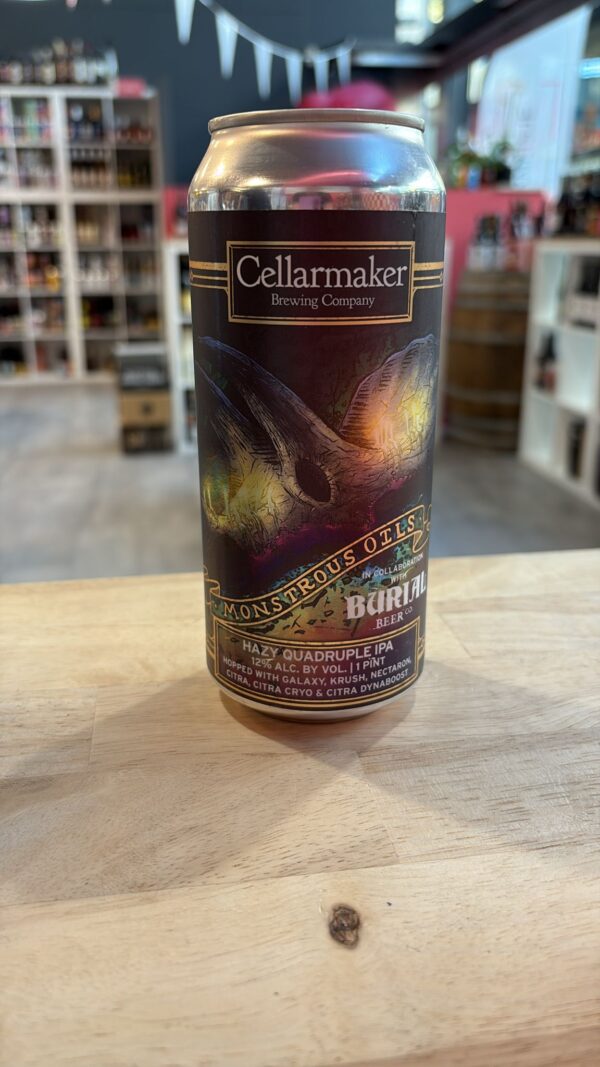 Cellarmaker
Brewing Company
MONSTROUS OILS
IN COLLABORATION
WITH
BURIAL
BEER CO.
HAZY QUADRUPLE IPA
12% ALC. BY VOL. | 1 PINT
HOPPED WITH GALAXY, KRUSH, NECTARON,
CITRA, CITRA CRYO & CITRA DYNABOOST